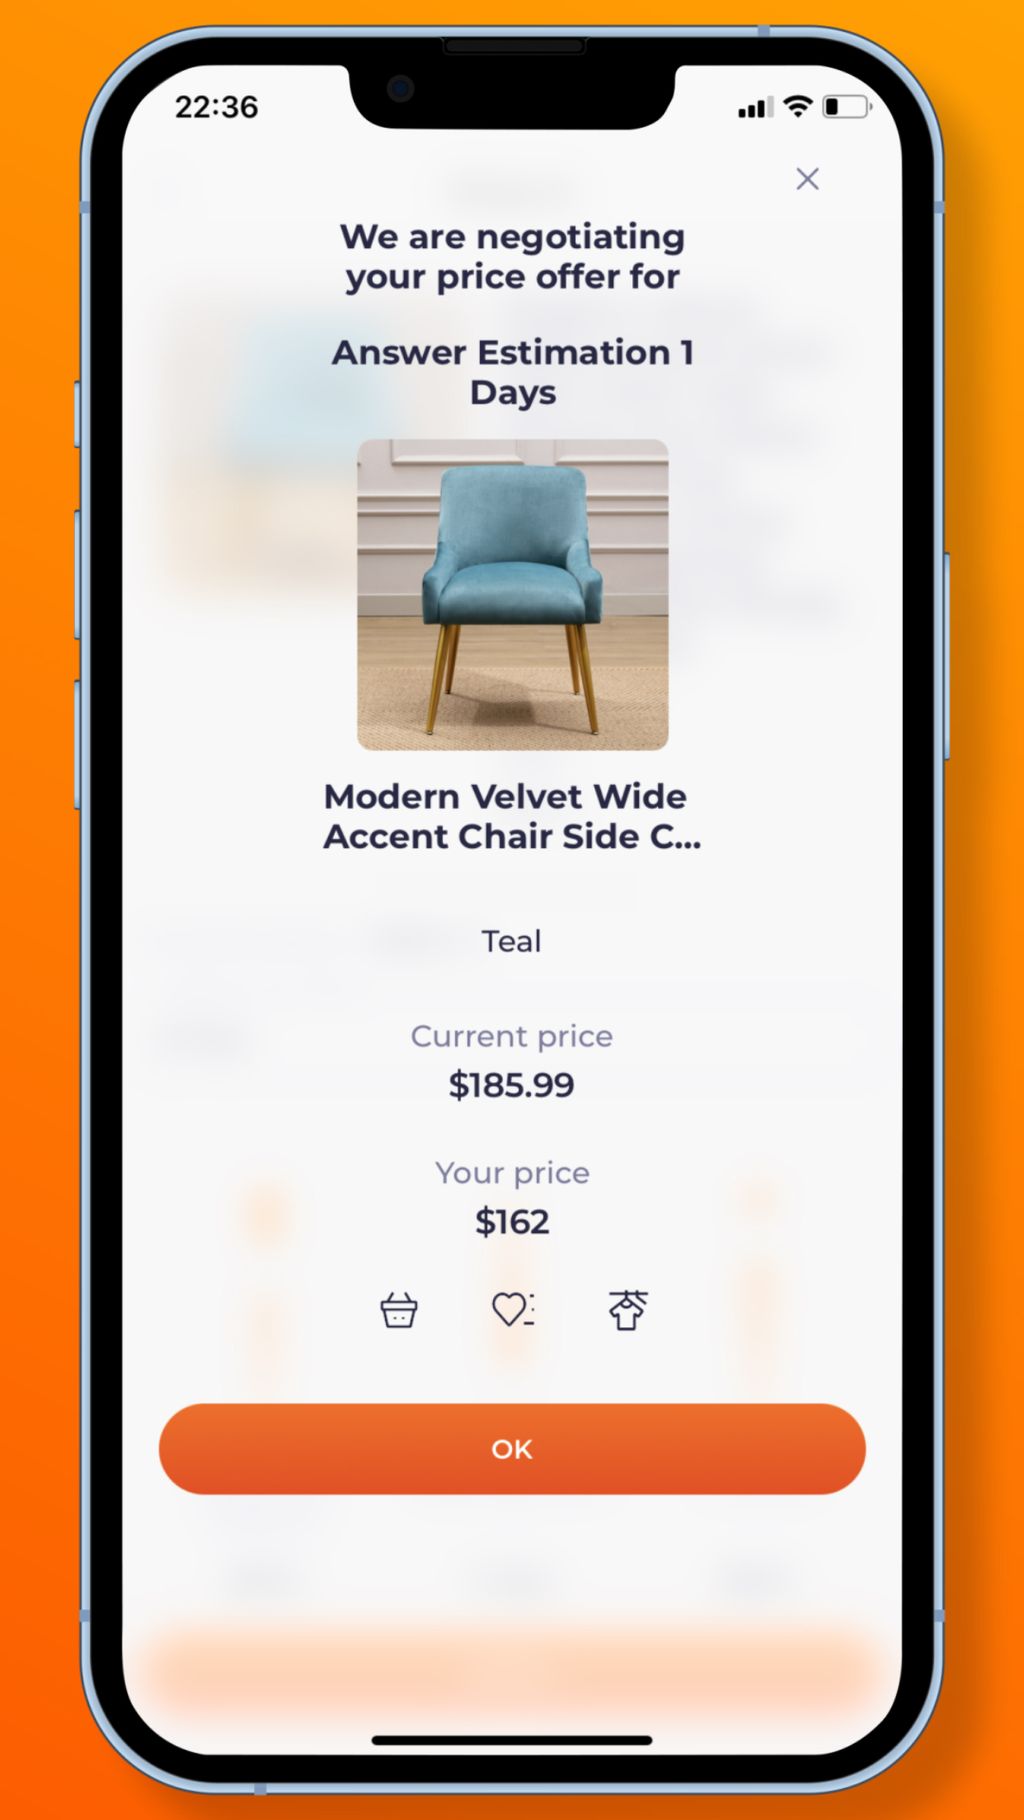 22:36
We are negotiating
your price offer for
Answer Estimation 1
Days
Modern Velvet Wide
Accent Chair Side C...
Teal
Current price
$185.99
Your price
$162
OK